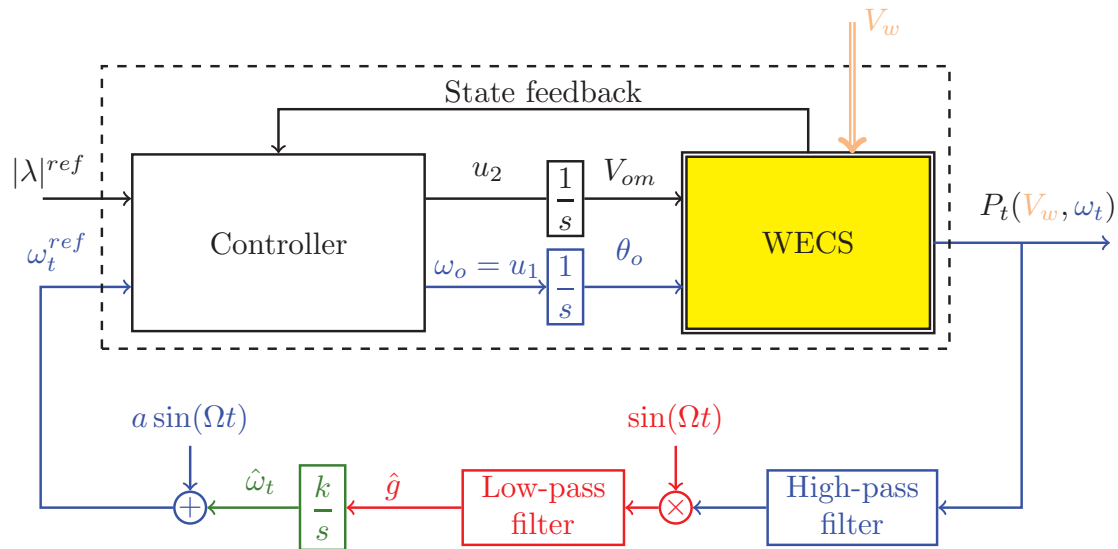 V_w
State feedback
|λ|^{ref}
u_2
1/s
V_{om}
P_t(V_w, ω_t)
Controller
WECS
ω_t^{ref}
ω_o = u_1
1/s
θ_o
a sin(Ωt)
sin(Ωt)
ω̂_t
ĝ
+
k/s
Low-pass
filter
×
High-pass
filter